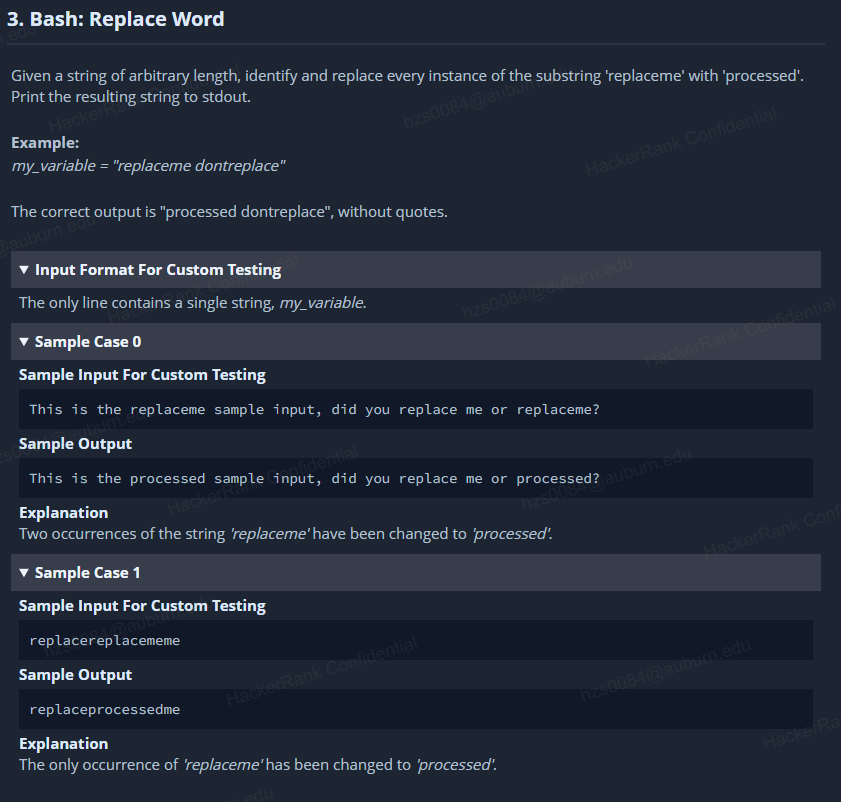 3. Bash: Replace Word
Given a string of arbitrary length, identify and replace every instance of the substring 'replaceme' with 'processed'.
Print the resulting string to stdout.
Example:
my_variable = "replaceme dontreplace"
The correct output is "processed dontreplace", without quotes.
▼ Input Format For Custom Testing
The only line contains a single string, my_variable.
▼ Sample Case 0
Sample Input For Custom Testing
This is the replaceme sample input, did you replace me or replaceme?
Sample Output
This is the processed sample input, did you replace me or processed?
Explanation
Two occurrences of the string 'replaceme' have been changed to 'processed'.
▼ Sample Case 1
Sample Input For Custom Testing
replacereplacememe
Sample Output
replaceprocessedme
Explanation
The only occurrence of 'replaceme' has been changed to 'processed'.
HackerRank Confidential
hzs0084@auburn.edu